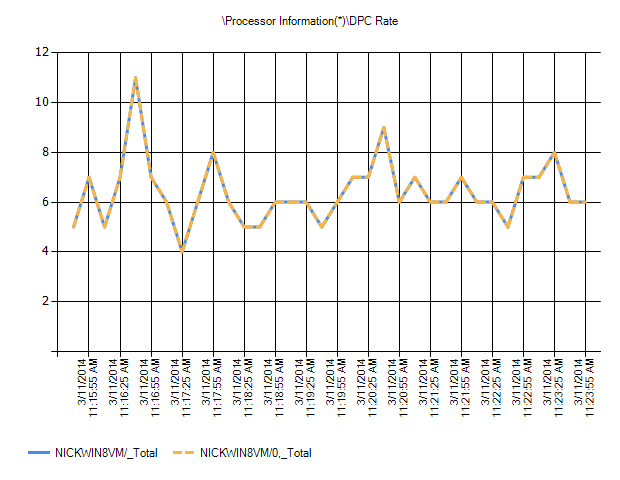 \Processor Information(*)\DPC Rate
12
10
8
6
4
2
3/11/2014
11:15:55 AM
3/11/2014
11:16:25 AM
3/11/2014
11:16:55 AM
3/11/2014
11:17:25 AM
3/11/2014
11:17:55 AM
3/11/2014
11:18:25 AM
3/11/2014
11:18:55 AM
3/11/2014
11:19:25 AM
3/11/2014
11:19:55 AM
3/11/2014
11:20:25 AM
3/11/2014
11:20:55 AM
3/11/2014
11:21:25 AM
3/11/2014
11:21:55 AM
3/11/2014
11:22:25 AM
3/11/2014
11:22:55 AM
3/11/2014
11:23:25 AM
3/11/2014
11:23:55 AM
NICKWIN8VM/_Total
NICKWIN8VM/0,_Total